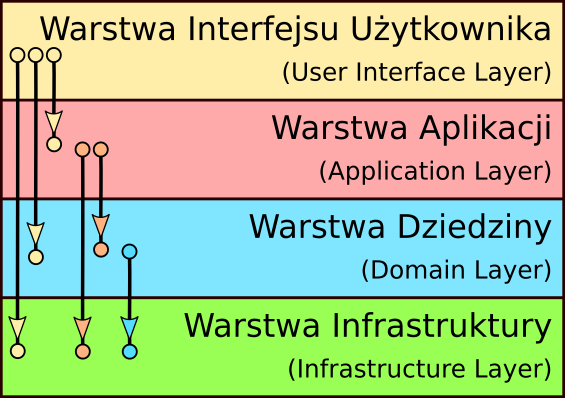 Warstwa Interfejsu Użytkownika
(User Interface Layer)
Warstwa Aplikacji
(Application Layer)
Warstwa Dziedziny
(Domain Layer)
Warstwa Infrastruktury
(Infrastructure Layer)